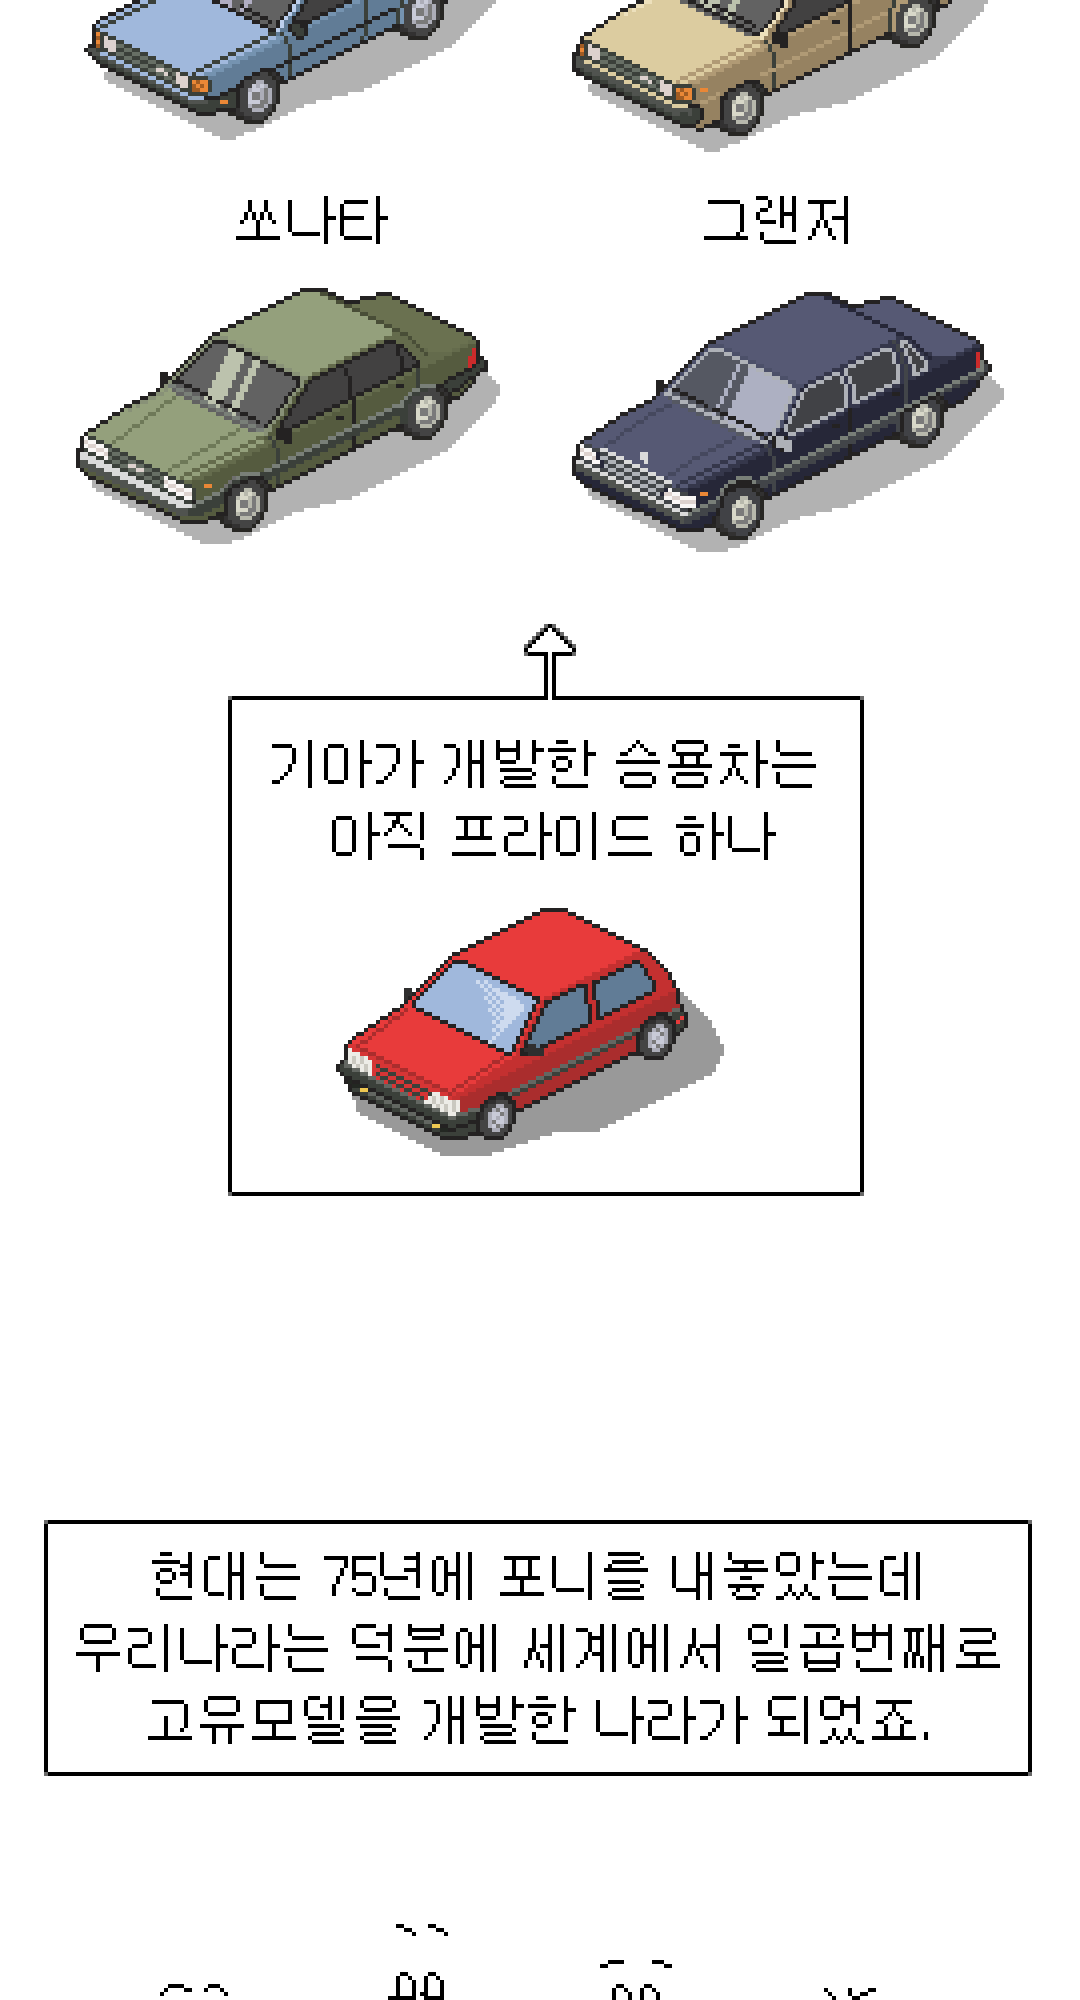 쏘나타
그랜저
기아가 개발한 승용차는
아직 프라이드 하나
현대는 75년에 포니를 내놓았는데
우리나라는 덕분에 세계에서 일곱번째로
고유모델을 개발한 나라가 되었죠.